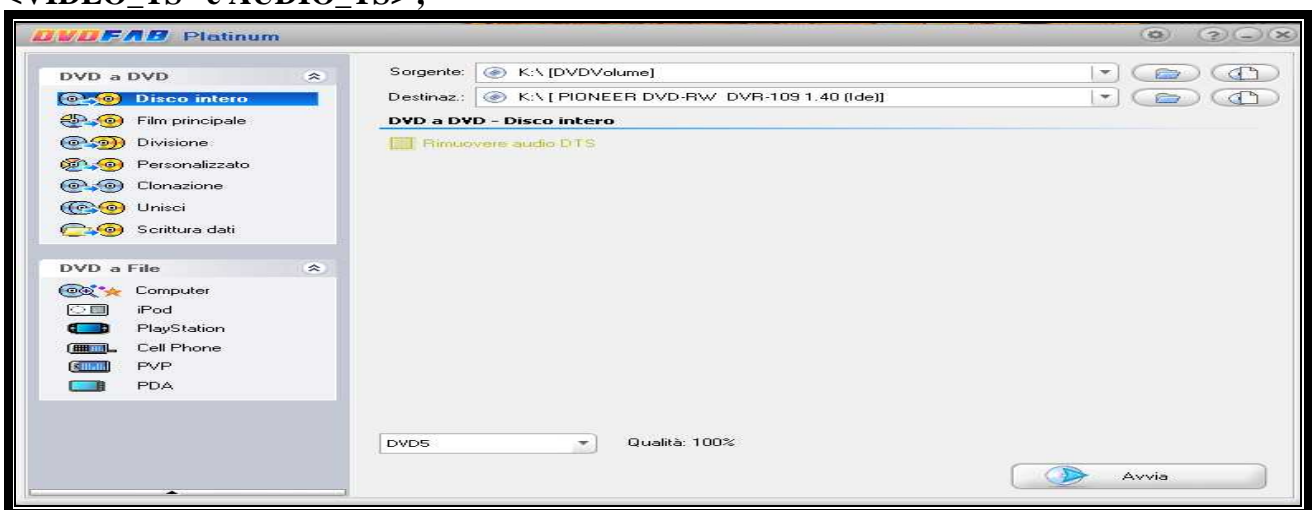 <VIDEO_TS e AUDIO_TS> ;
DVDFAB Platinum
DVD a DVD
Disco intero
Film principale
Divisione
Personalizzato
Clonazione
Unisci
Scrittura dati
DVD a File
Computer
iPod
PlayStation
Cell Phone
PVP
PDA
Sorgente: K:\ [DVDVolume]
Destinaz.: K:\ [ PIONEER DVD-RW DVR-109 1.40 (Ide)]
DVD a DVD - Disco intero
Rimuovere audio DTS
DVD5 Qualità: 100%
Avvia